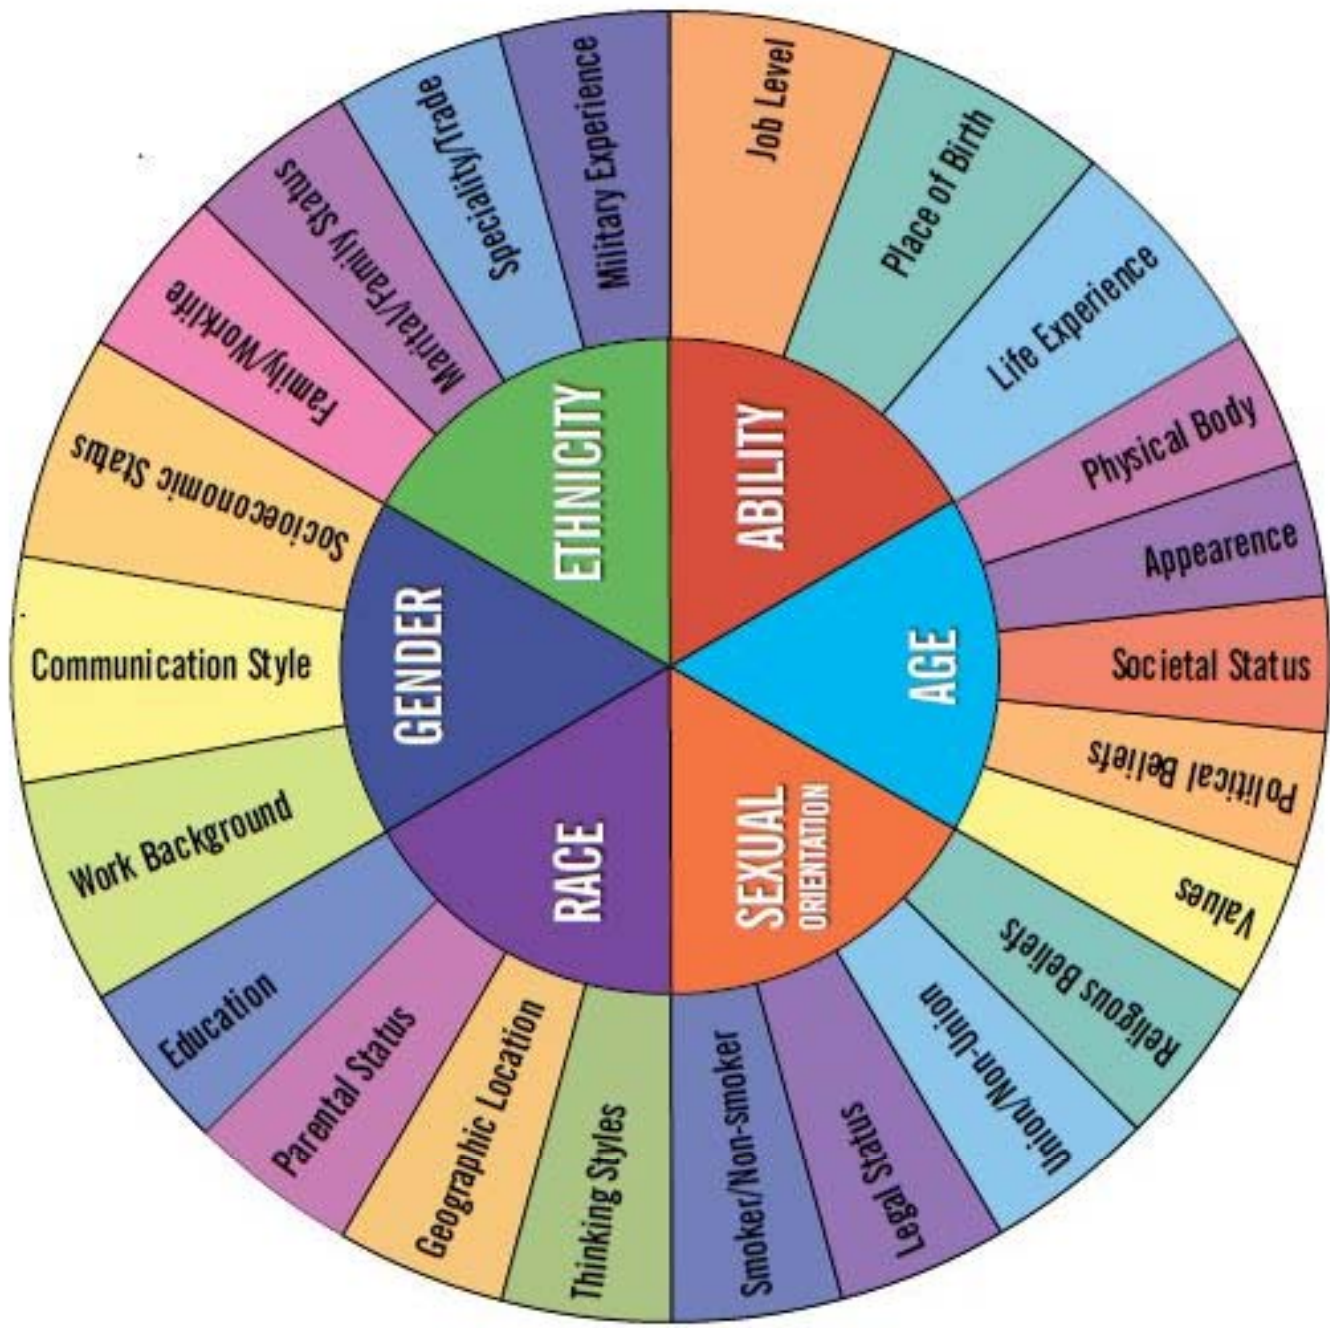 Job Level
Place of Birth
Life Experience
Physical Body
Appearence
Societal Status
Political Beliefs
Values
Religous Beliefs
Union/Non-Union
Legal Status
Smoker/Non-smoker
Thinking Styles
Geographic Location
Parental Status
Education
Work Background
Communication Style
Socioeconomic Status
Family/Worklife
Marital/Family Status
Speciality/Trade
Military Experience
ABILITY
AGE
SEXUAL
ORIENTATION
RACE
GENDER
ETHNICITY